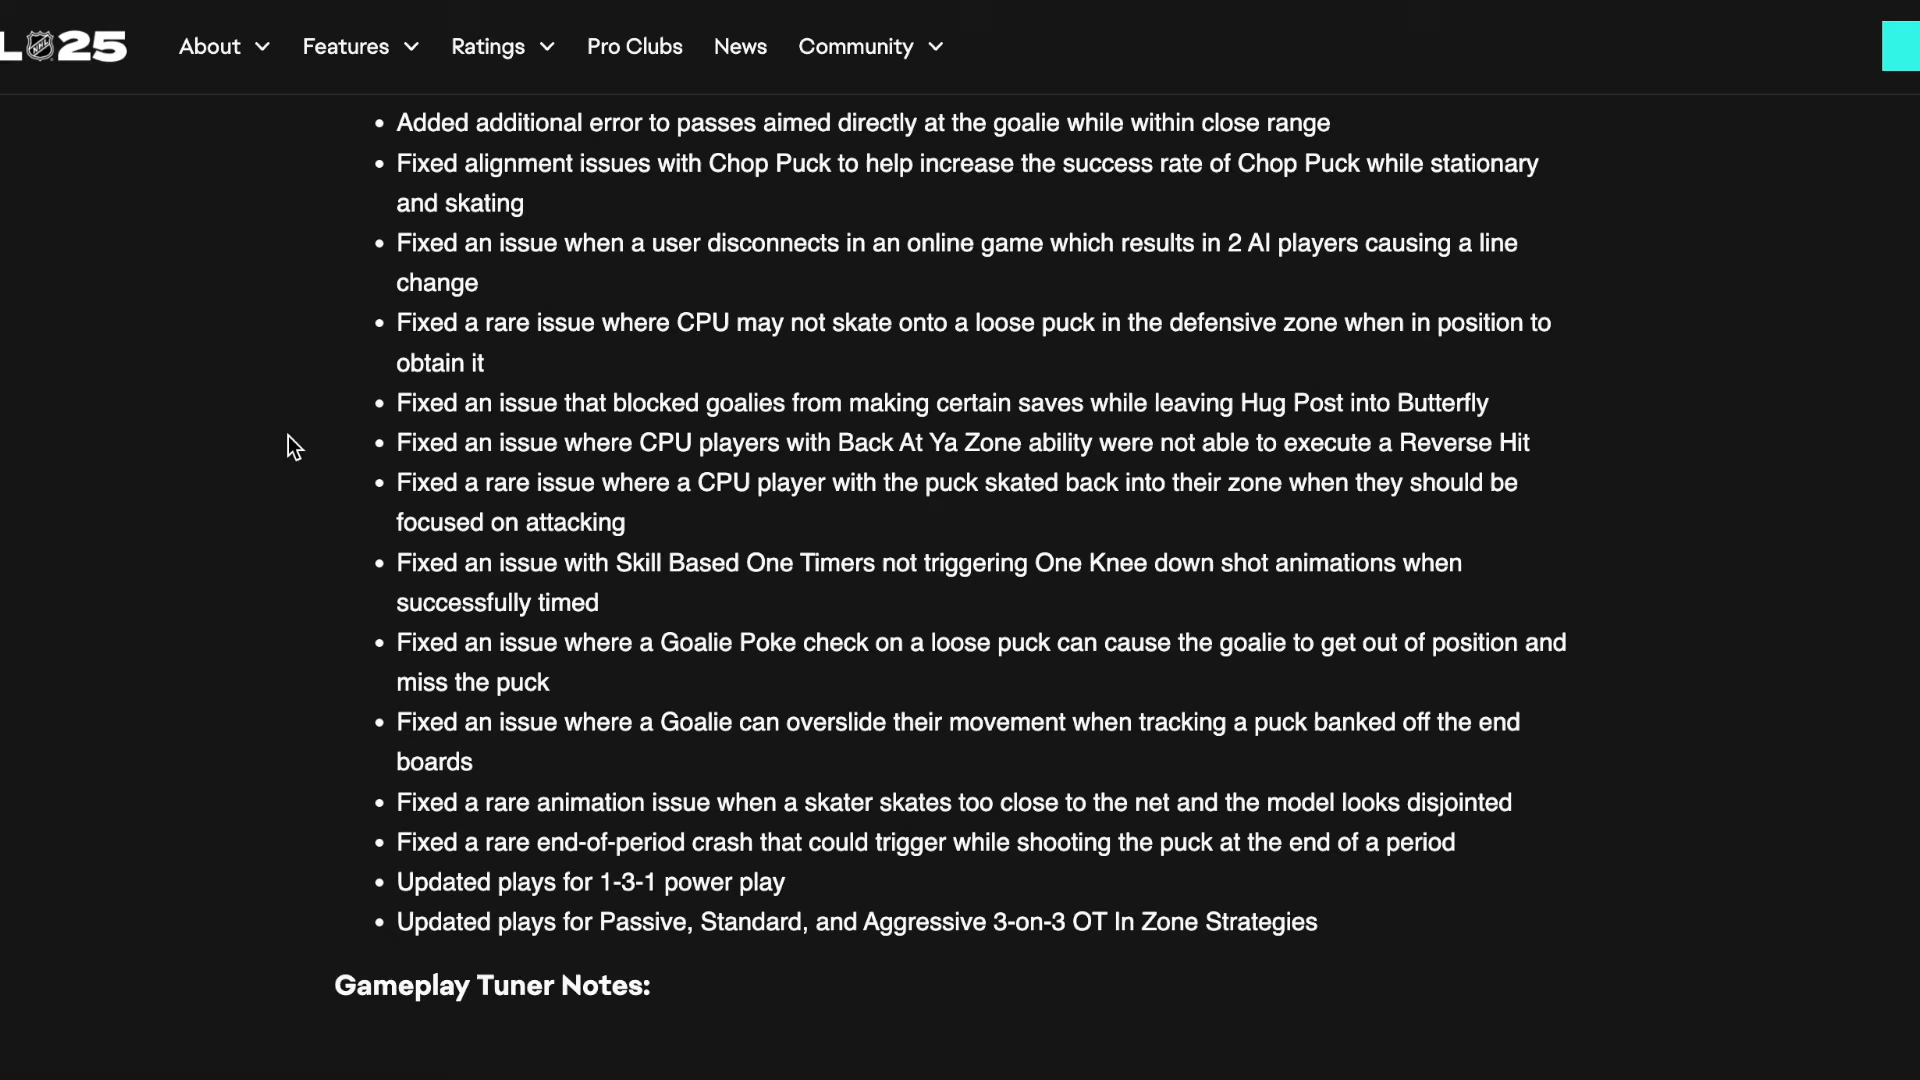 L NHL 25 About Features Ratings Pro Clubs News Community
• Added additional error to passes aimed directly at the goalie while within close range
• Fixed alignment issues with Chop Puck to help increase the success rate of Chop Puck while stationary
and skating
• Fixed an issue when a user disconnects in an online game which results in 2 AI players causing a line
change
• Fixed a rare issue where CPU may not skate onto a loose puck in the defensive zone when in position to
obtain it
• Fixed an issue that blocked goalies from making certain saves while leaving Hug Post into Butterfly
• Fixed an issue where CPU players with Back At Ya Zone ability were not able to execute a Reverse Hit
• Fixed a rare issue where a CPU player with the puck skated back into their zone when they should be
focused on attacking
• Fixed an issue with Skill Based One Timers not triggering One Knee down shot animations when
successfully timed
• Fixed an issue where a Goalie Poke check on a loose puck can cause the goalie to get out of position and
miss the puck
• Fixed an issue where a Goalie can overslide their movement when tracking a puck banked off the end
boards
• Fixed a rare animation issue when a skater skates too close to the net and the model looks disjointed
• Fixed a rare end-of-period crash that could trigger while shooting the puck at the end of a period
• Updated plays for 1-3-1 power play
• Updated plays for Passive, Standard, and Aggressive 3-on-3 OT In Zone Strategies
Gameplay Tuner Notes: